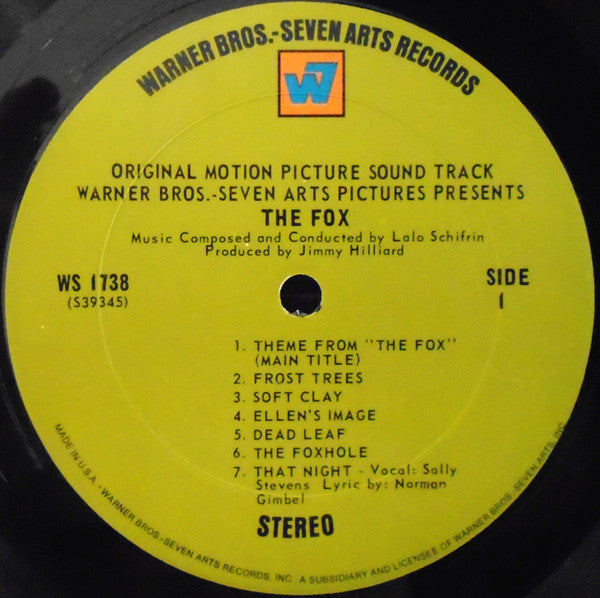 WARNER BROS.-SEVEN ARTS RECORDS
W7
ORIGINAL MOTION PICTURE SOUND TRACK
WARNER BROS.-SEVEN ARTS PICTURES PRESENTS
THE FOX
Music Composed and Conducted by Lalo Schifrin
Produced by Jimmy Hilliard
WS 1738
(S39345)
SIDE
1
1. THEME FROM "THE FOX"
(MAIN TITLE)
2. FROST TREES
3. SOFT CLAY
4. ELLEN'S IMAGE
5. DEAD LEAF
6. THE FOXHOLE
7. THAT NIGHT - Vocal: Sally
Stevens Lyric by: Norman
Gimbel
STEREO
MADE IN U.S.A. - WARNER BROS.-SEVEN ARTS RECORDS, INC. A SUBSIDIARY AND LICENSEE OF WARNER BROS.-SEVEN ARTS, INC.